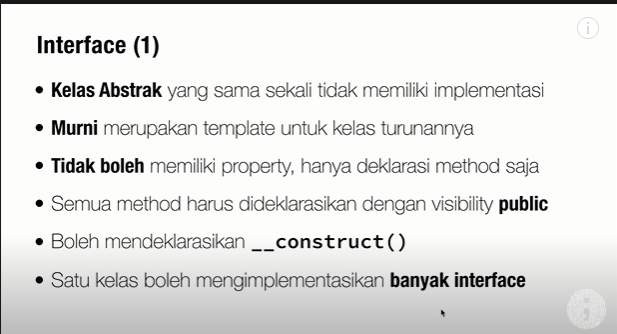 Interface (1)
• Kelas Abstrak yang sama sekali tidak memiliki implementasi
• Murni merupakan template untuk kelas turunannya
• Tidak boleh memiliki property, hanya deklarasi method saja
• Semua method harus dideklarasikan dengan visibility public
• Boleh mendeklarasikan __construct()
• Satu kelas boleh mengimplementasikan banyak interface